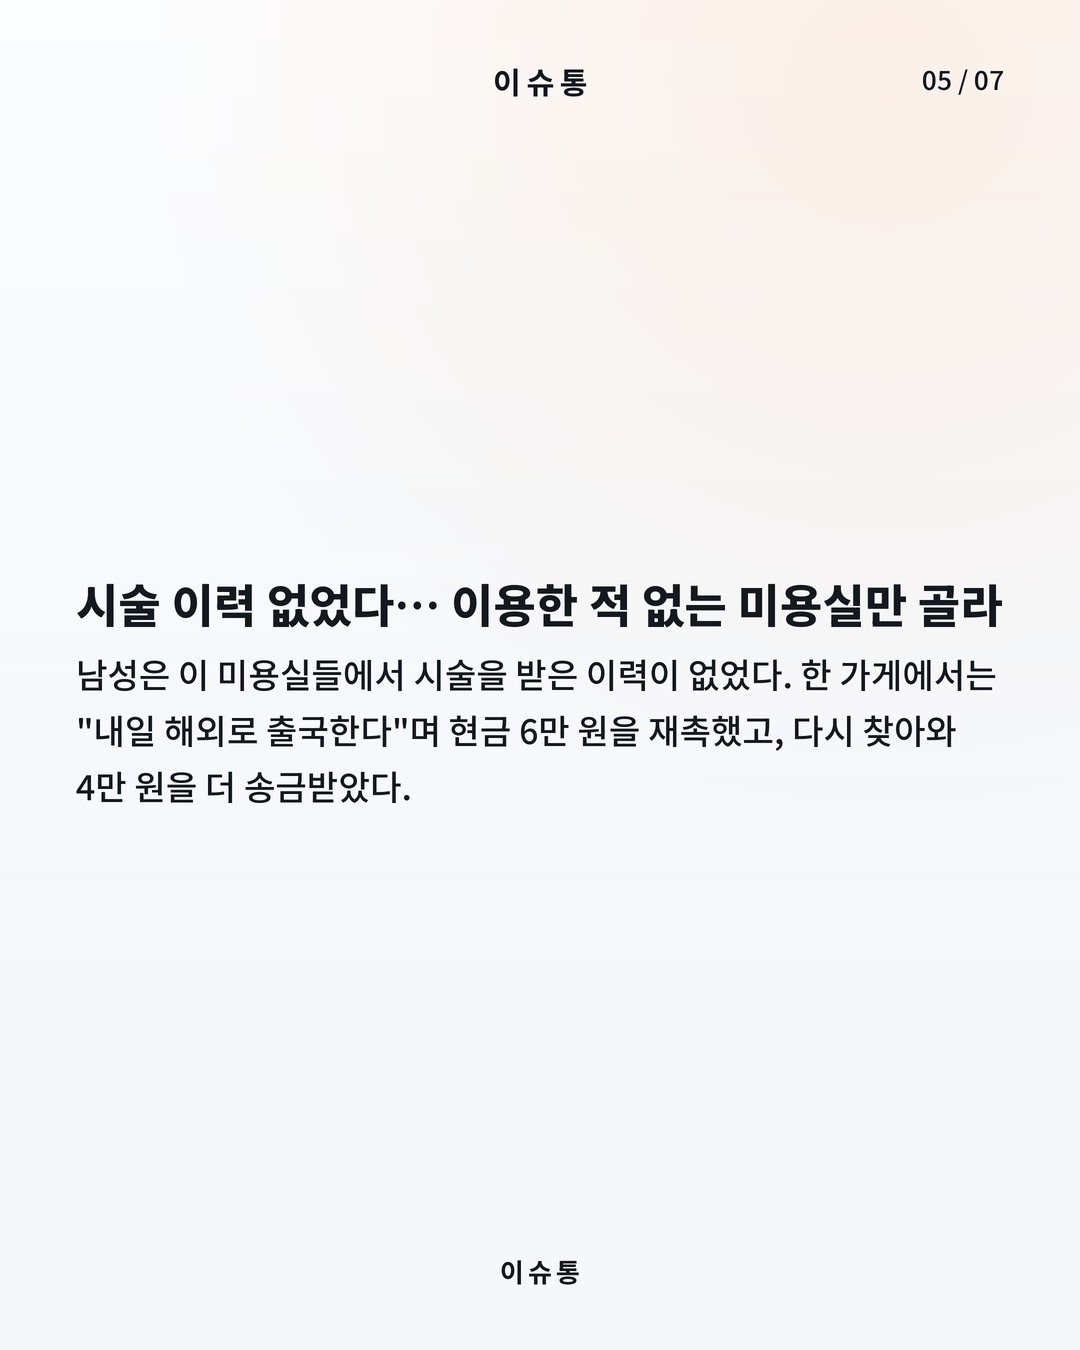 이슈통
05 / 07
시술 이력 없었다… 이용한 적 없는 미용실만 골라
남성은 이 미용실들에서 시술을 받은 이력이 없었다. 한 가게에서는
"내일 해외로 출국한다"며 현금 6만 원을 재촉했고, 다시 찾아와
4만 원을 더 송금받았다.
이슈통